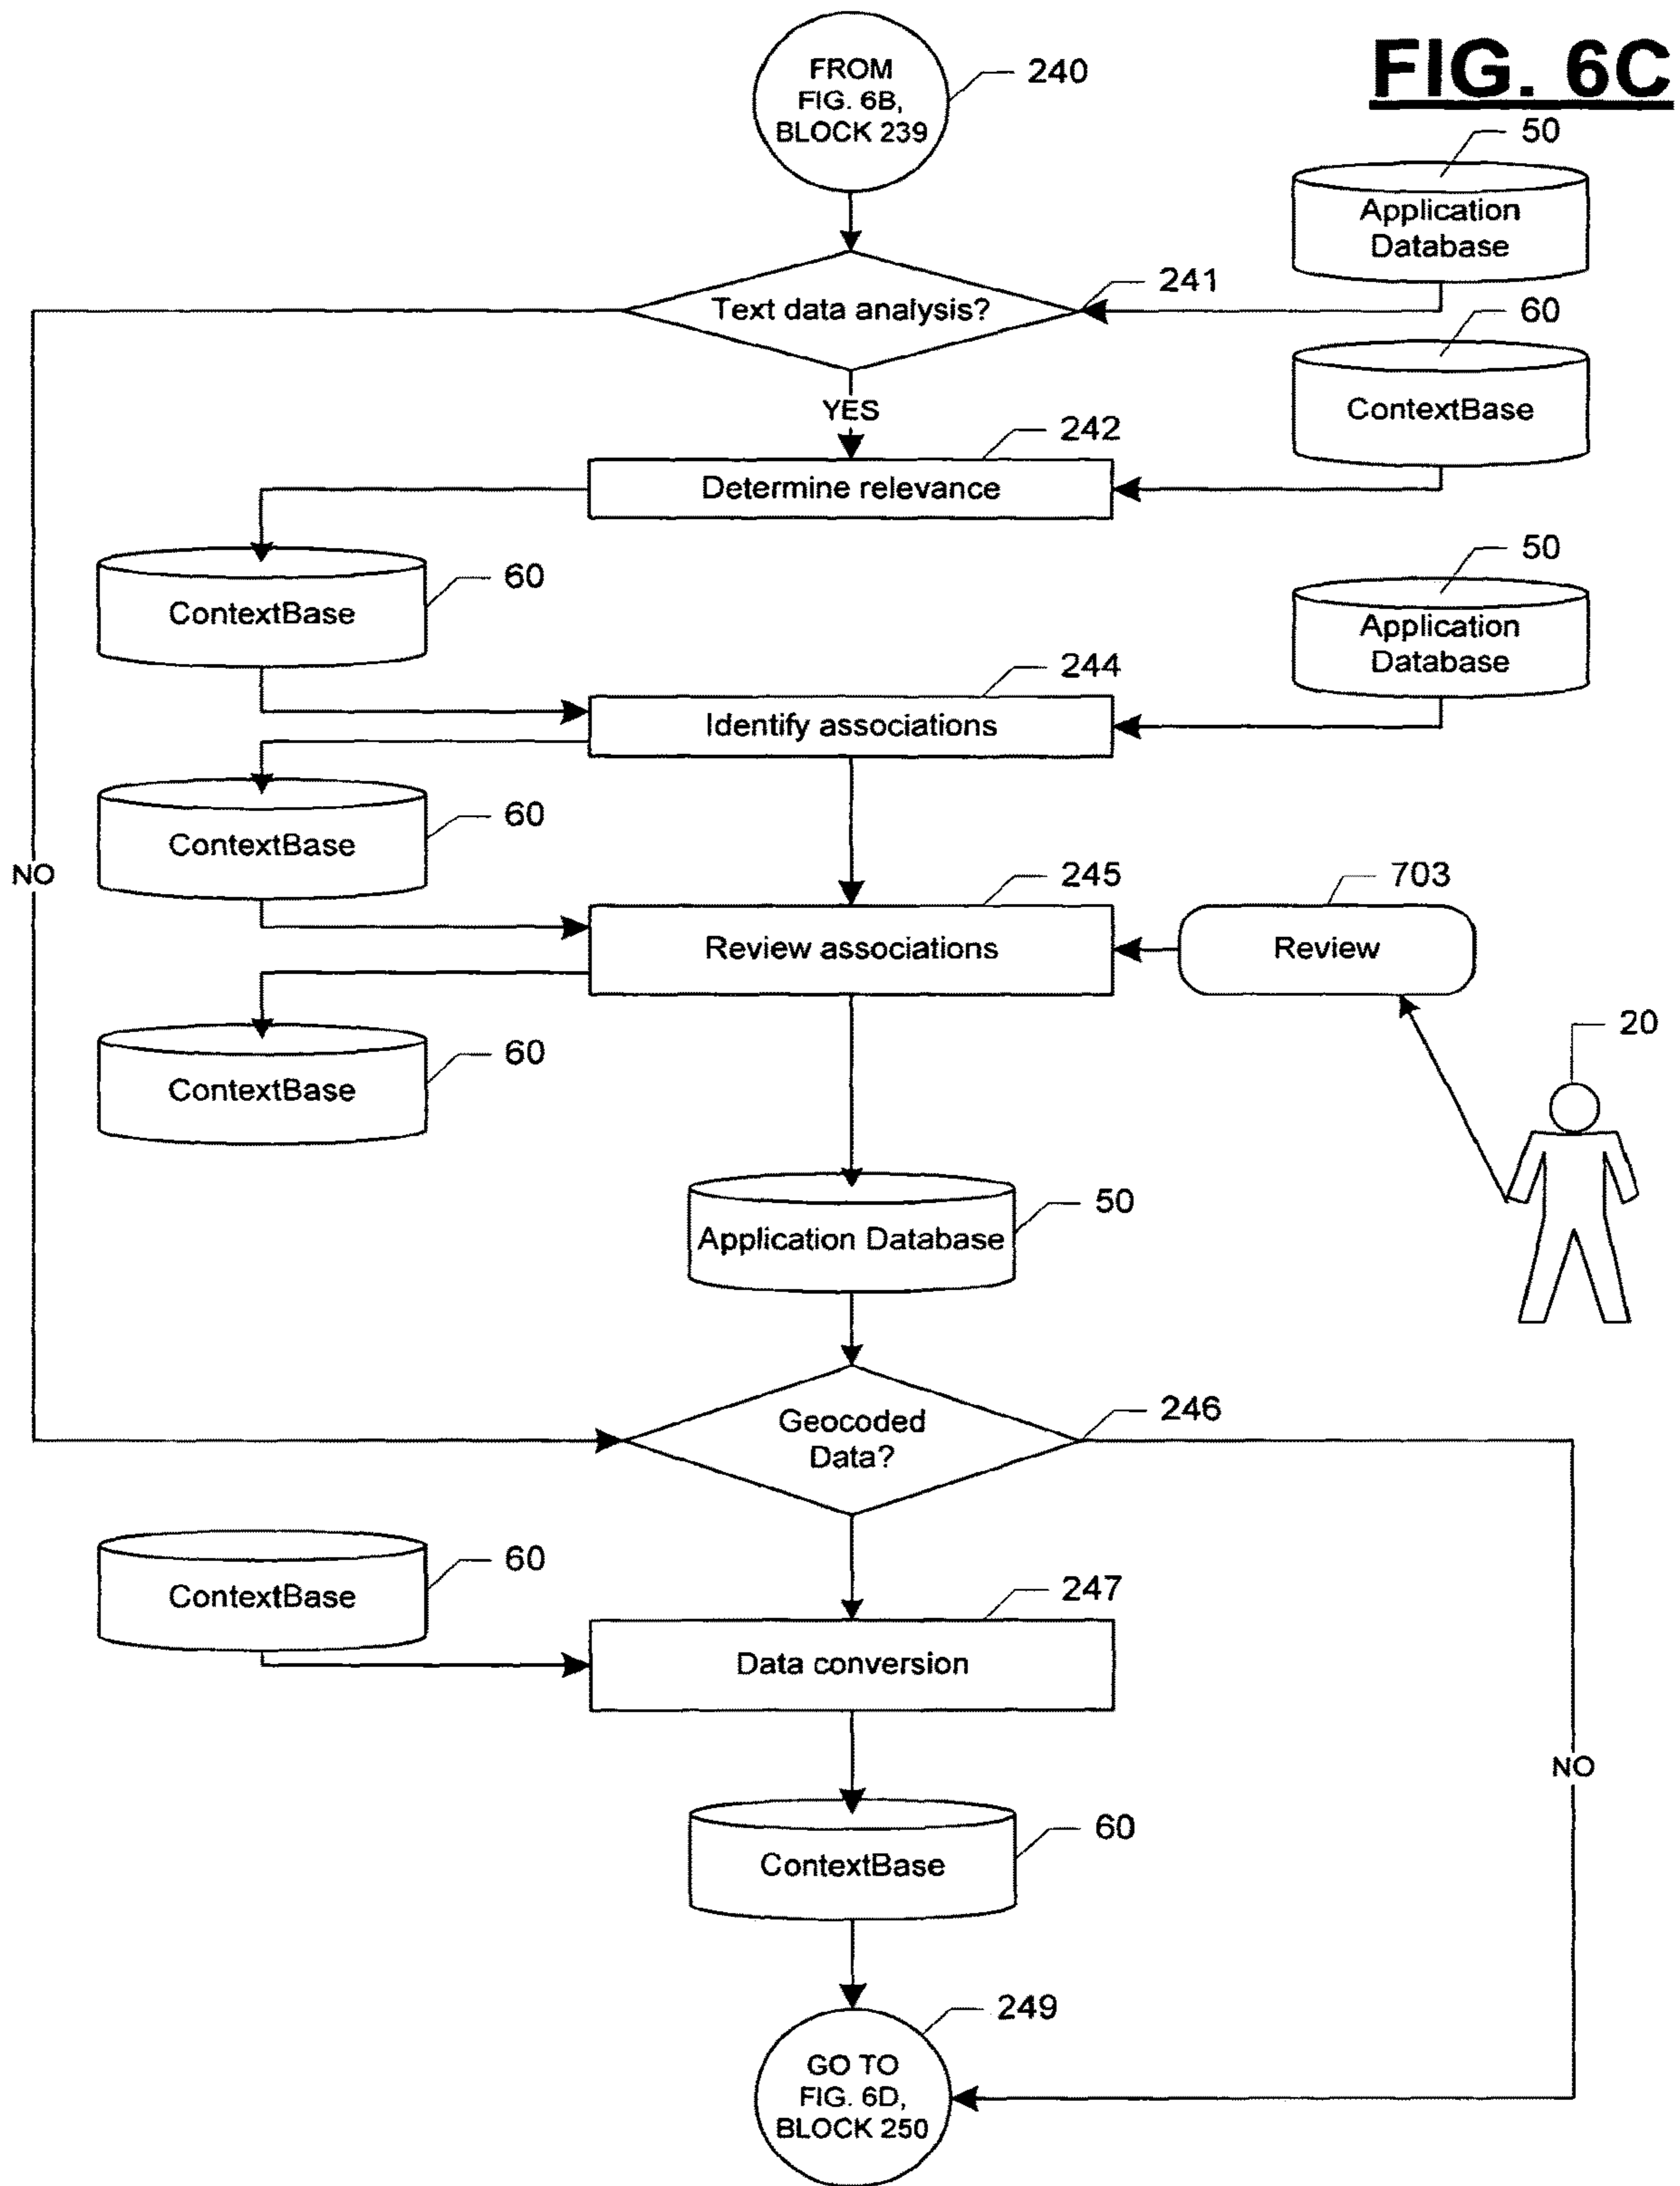 FIG. 6C
FROM
FIG. 6B,
BLOCK 239
240
50
Application
Database
Text data analysis?
241
60
ContextBase
YES
242
Determine relevance
60
ContextBase
50
Application
Database
244
Identify associations
60
ContextBase
NO
245
Review associations
703
Review
60
ContextBase
20
50
Application Database
Geocoded
Data?
246
60
ContextBase
247
Data conversion
NO
60
ContextBase
249
GO TO
FIG. 6D,
BLOCK 250